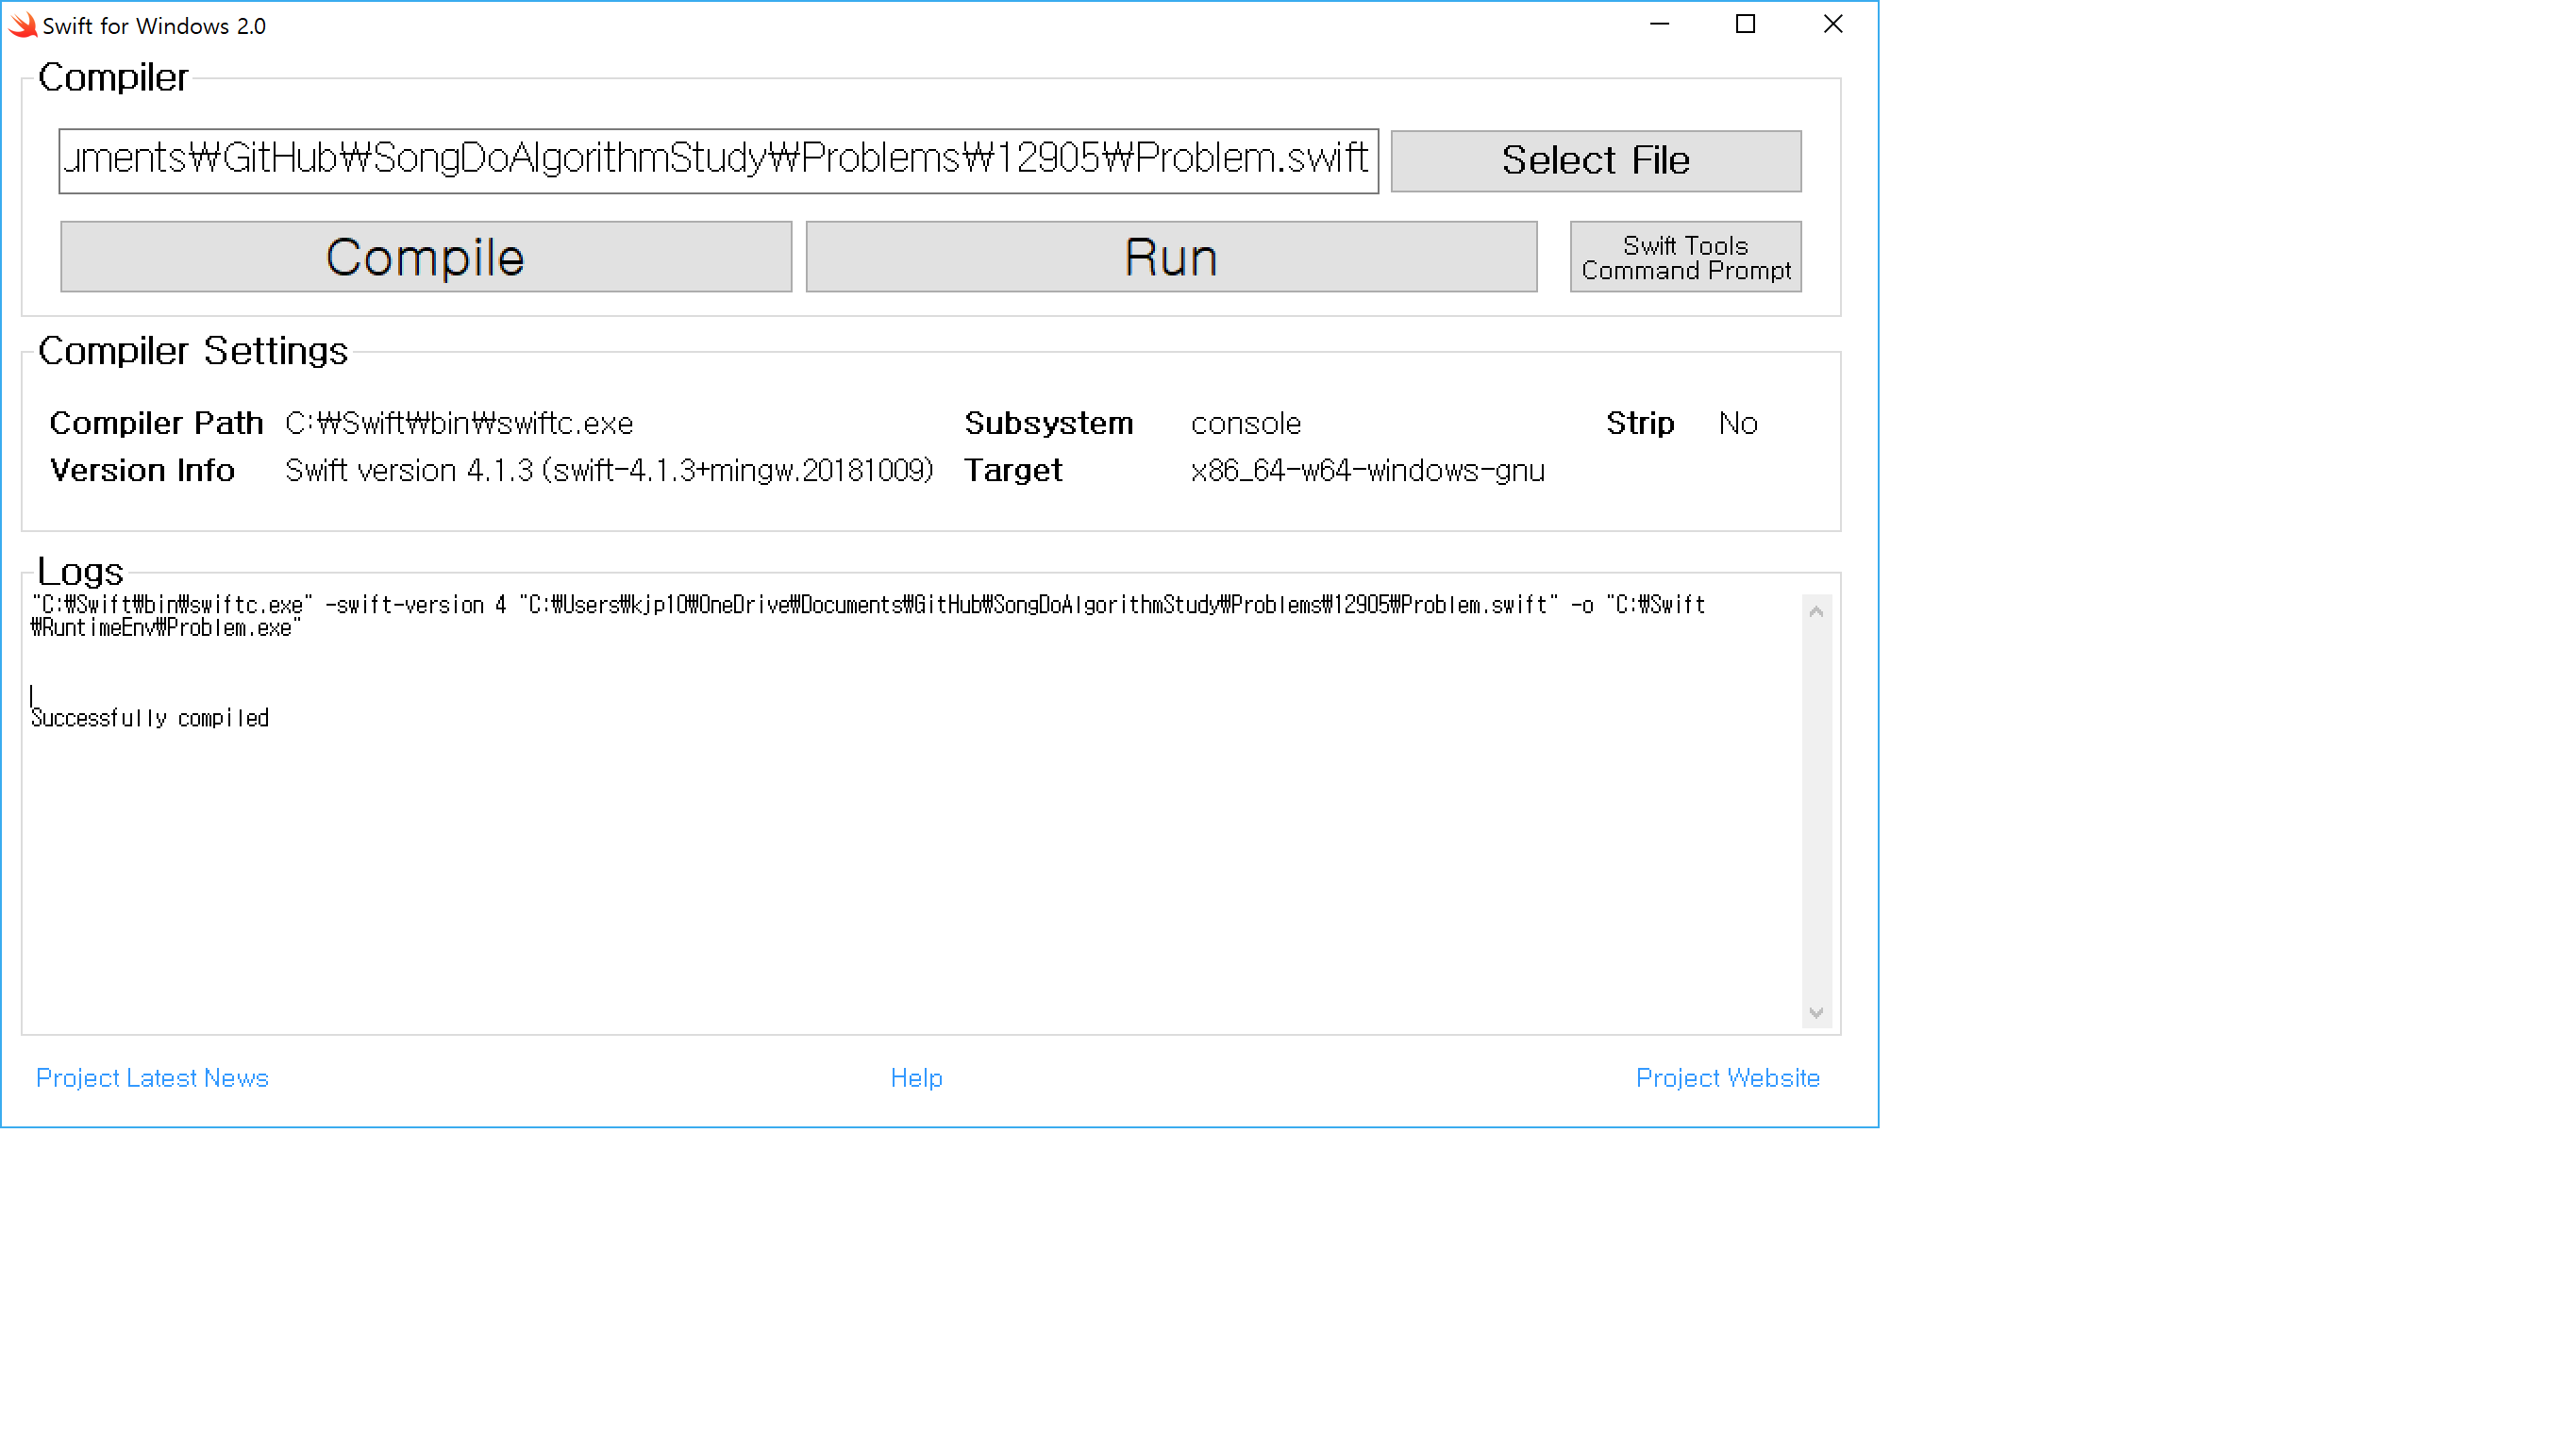 Swift for Windows 2.0
Compiler
uments₩GitHub₩SongDoAlgorithmStudy₩Problems₩12905₩Problem.swift
Select File
Compile
Run
Swift Tools
Command Prompt
Compiler Settings
Compiler Path C:₩Swift₩bin₩swiftc.exe Subsystem console Strip No
Version Info Swift version 4.1.3 (swift-4.1.3+mingw.20181009) Target x86_64-w64-windows-gnu
Logs
"C:₩Swift₩bin₩swiftc.exe" -swift-version 4 "C:₩Users₩kjp10₩OneDrive₩Documents₩GitHub₩SongDoAlgorithmStudy₩Problems₩12905₩Problem.swift" -o "C:₩Swift
₩RuntimeEnv₩Problem.exe"
Successfully compiled
Project Latest News Help Project Website